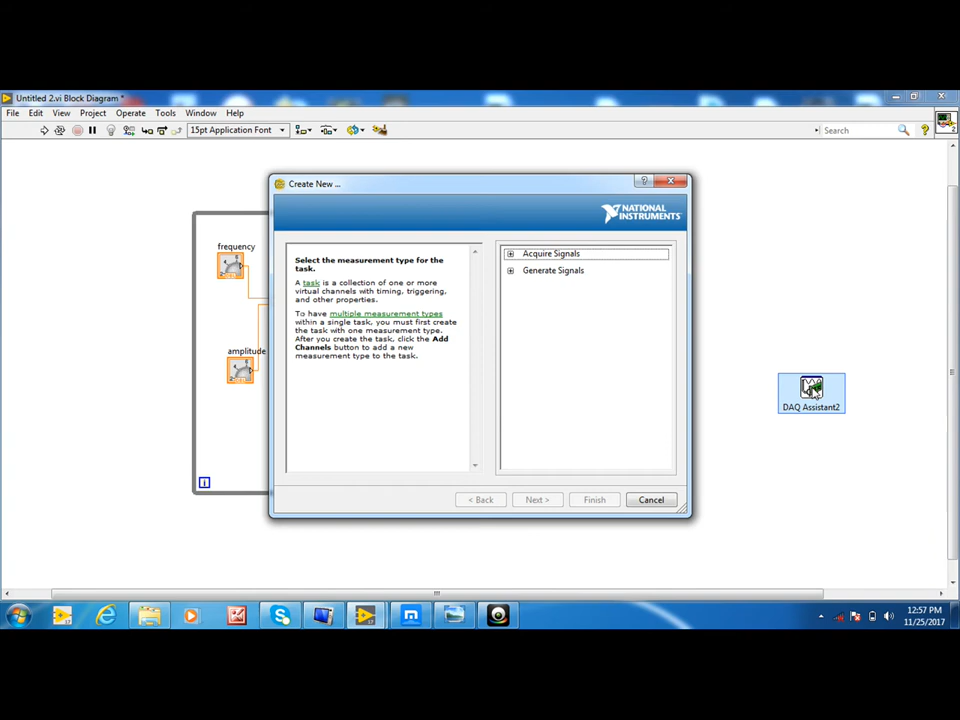 Untitled 2.vi Block Diagram *
File Edit View Project Operate Tools Window Help
15pt Application Font
Search
?
2
Create New ...
?
NATIONAL
INSTRUMENTS
frequency
DBL
amplitude
DBL
i
Select the measurement type for the
task.
A task is a collection of one or more
virtual channels with timing, triggering,
and other properties.
To have multiple measurement types
within a single task, you must first create
the task with one measurement type.
After you create the task, click the Add
Channels button to add a new
measurement type to the task.
Acquire Signals
Generate Signals
DAQ Assistant2
< Back Next > Finish Cancel
12:57 PM
11/25/2017